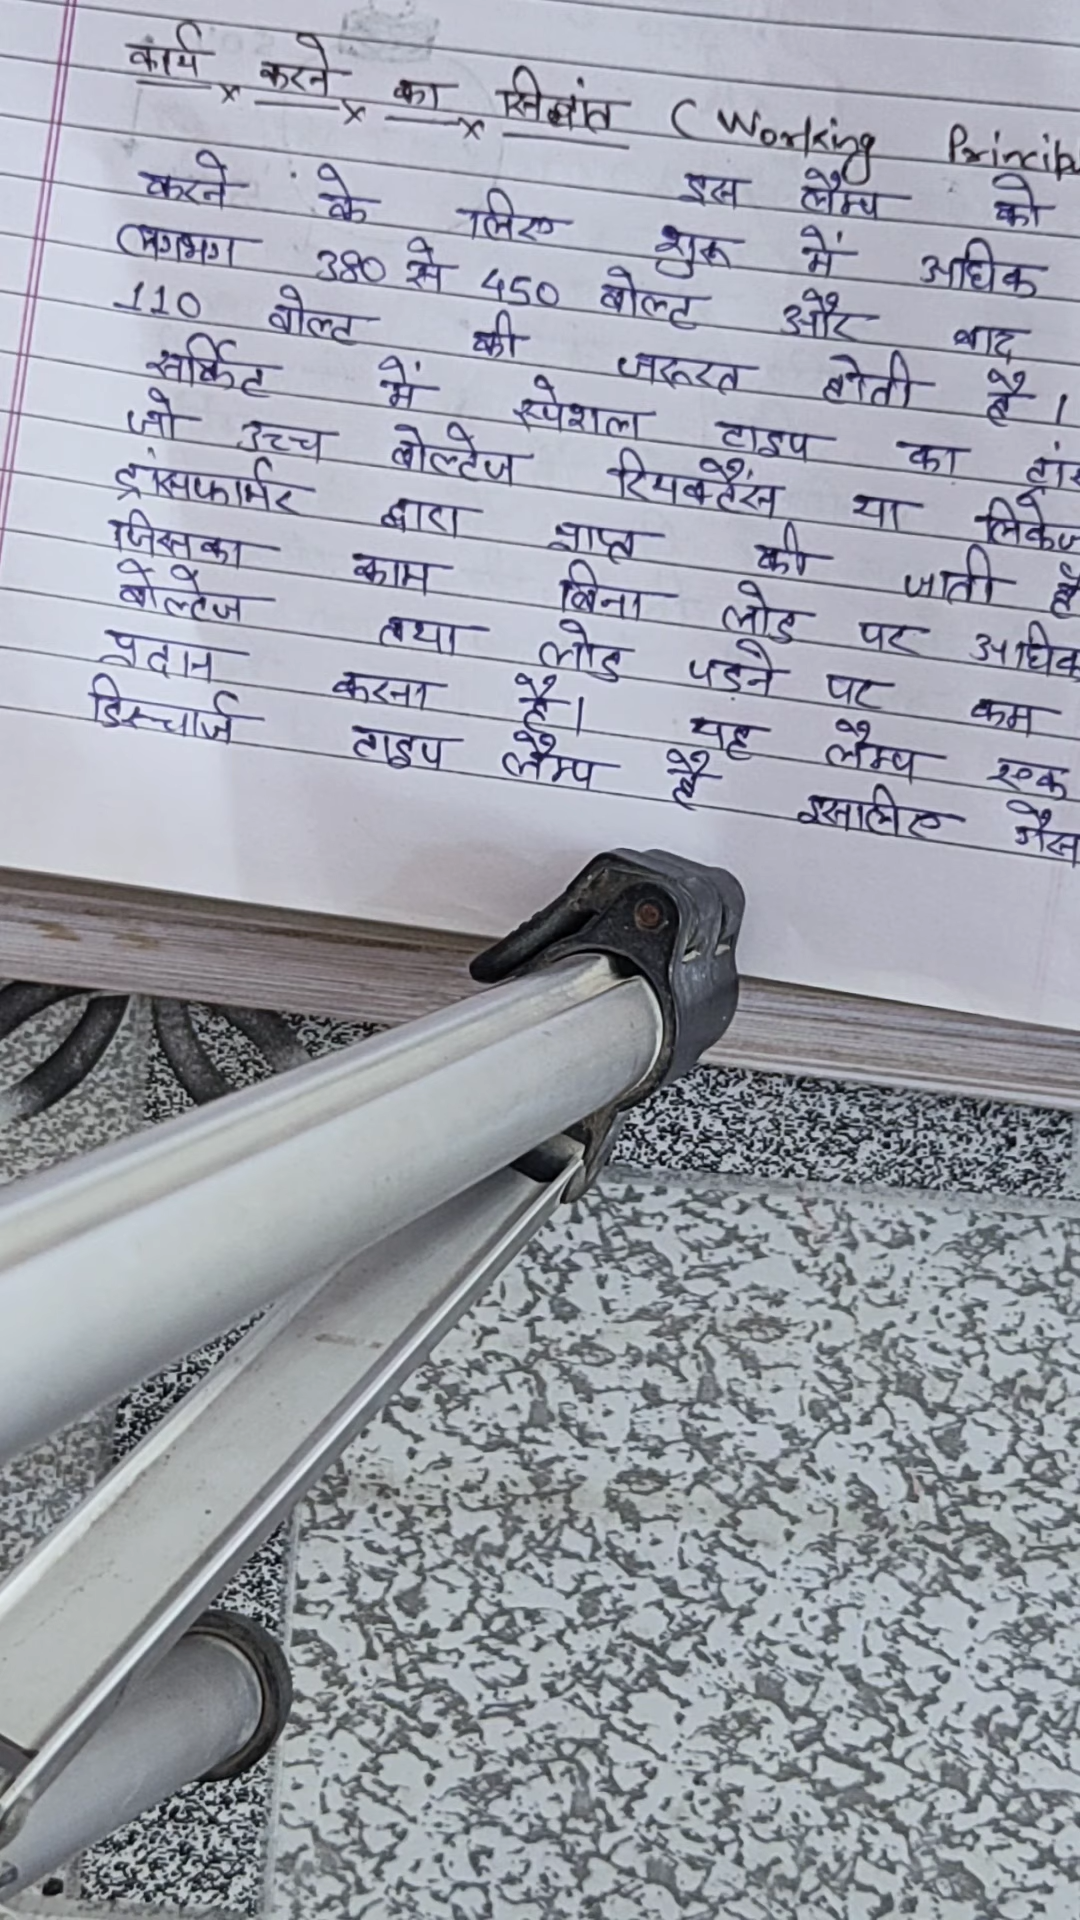 कार्य करने का सिद्धांत (Working Princip
इस लैम्प को
करने के लिए शुरू में अधिक
लगभग 380 से 450 वोल्ट और बाद
110 वोल्ट की जरूरत होती है।
सर्किट में स्पेशल टाइप का ट्रांस
जो उच्च वोल्टेज रियक्टैंस या लिकेज
ट्रांसफार्मर द्वारा प्राप्त की जाती है
जिसका काम बिना लोड पर अधिक
वोल्टेज तथा लोड पड़ने पर कम
प्रदान करना है। यह लैम्प एक
डिस्चार्ज टाइप लैम्प है इसलिए गैस